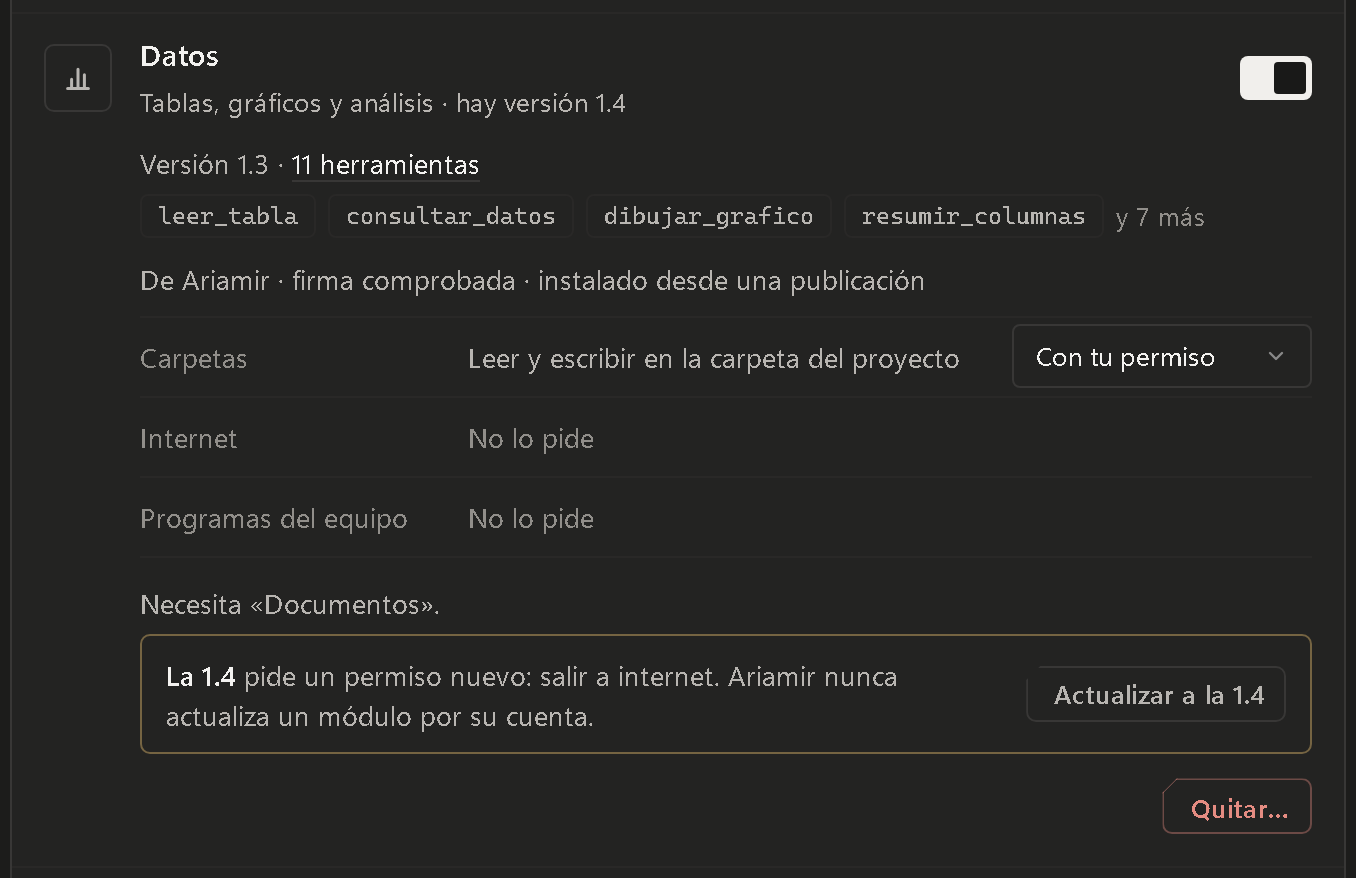 Datos
Tablas, gráficos y análisis · hay versión 1.4
Versión 1.3 · 11 herramientas
leer_tabla consultar_datos dibujar_grafico resumir_columnas y 7 más
De Ariamir · firma comprobada · instalado desde una publicación
Carpetas Leer y escribir en la carpeta del proyecto Con tu permiso
Internet No lo pide
Programas del equipo No lo pide
Necesita «Documentos».
La 1.4 pide un permiso nuevo: salir a internet. Ariamir nunca
actualiza un módulo por su cuenta.
Actualizar a la 1.4
Quitar...